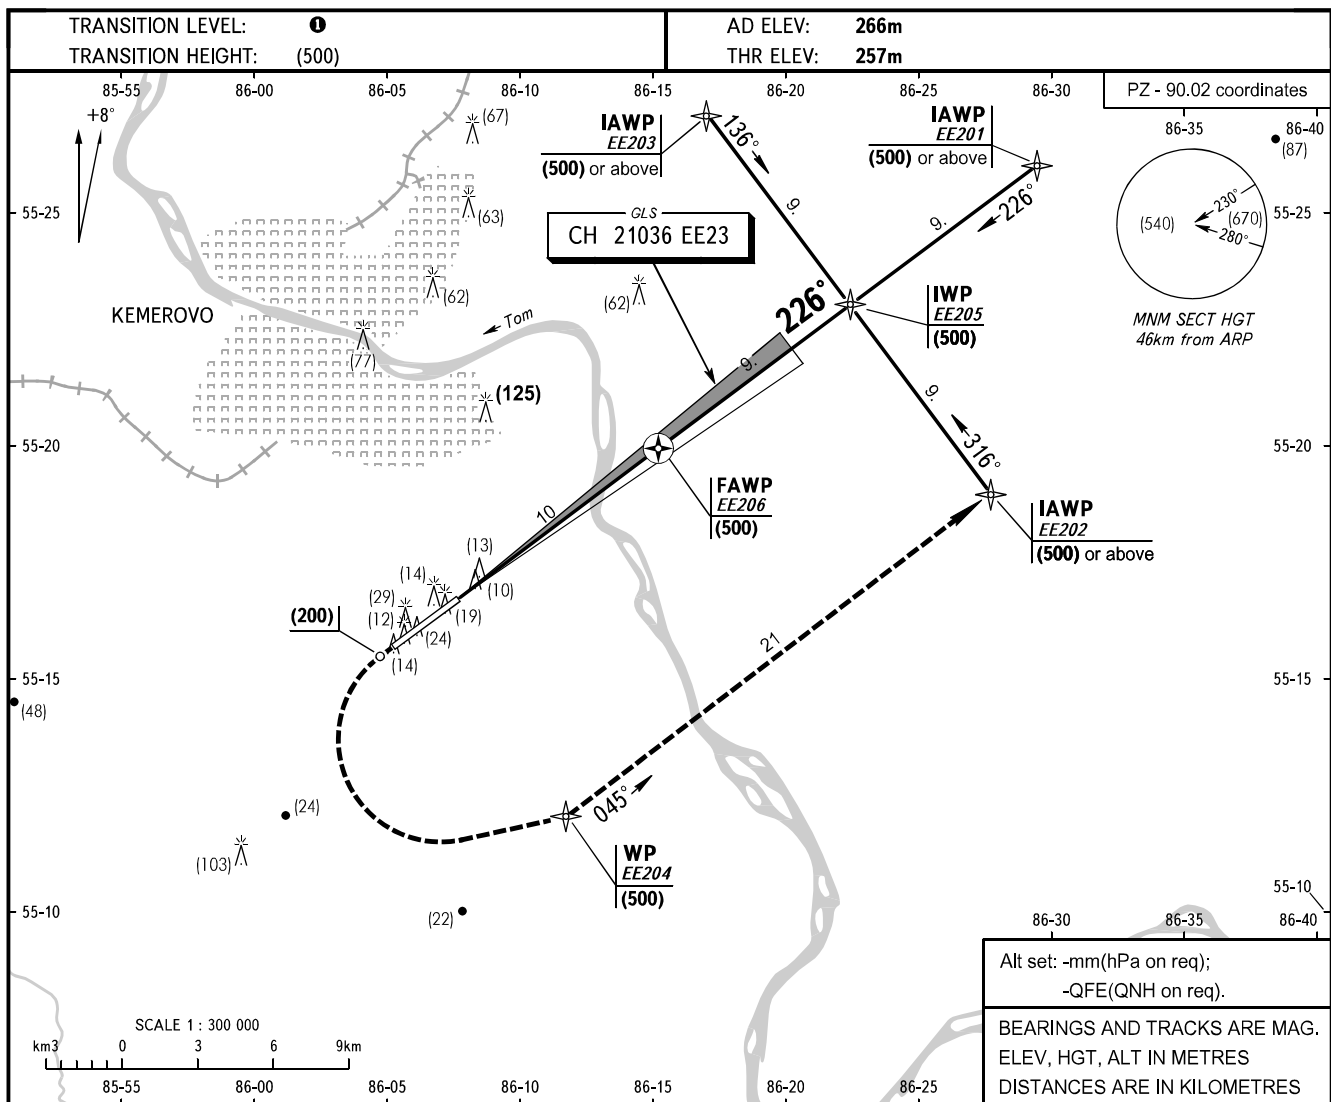 TRANSITION LEVEL: ❶
TRANSITION HEIGHT: (500)
AD ELEV: 266m
THR ELEV: 257m
85-55 86-00 86-05 86-10 86-15 86-20 86-25 86-30
PZ - 90.02 coordinates
86-35 86-40
+8°
(67)
IAWP
EE203
(500) or above
136°
9.
IAWP
EE201
(500) or above
226°
9.
(87)
55-25
(63)
GLS
CH 21036 EE23
(540)
230°
(670)
280°
55-25
MNM SECT HGT
46km from ARP
(62)
(62)
KEMEROVO
Tom
(77)
226°
9.
IWP
EE205
(500)
9.
(125)
316°
55-20
55-20
FAWP
EE206
(500)
10
IAWP
EE202
(500) or above
(13)
(10)
(14)
(19)
(29)
(12)
(24)
(14)
(200)
21
55-15
55-15
(48)
(24)
(103)
045°
WP
EE204
(500)
(22)
55-10
55-10
86-30 86-35 86-40
Alt set: -mm(hPa on req);
-QFE(QNH on req).
BEARINGS AND TRACKS ARE MAG.
ELEV, HGT, ALT IN METRES
DISTANCES ARE IN KILOMETRES
SCALE 1 : 300 000
km3 0 3 6 9km
85-55 86-00 86-05 86-10 86-15 86-20 86-25